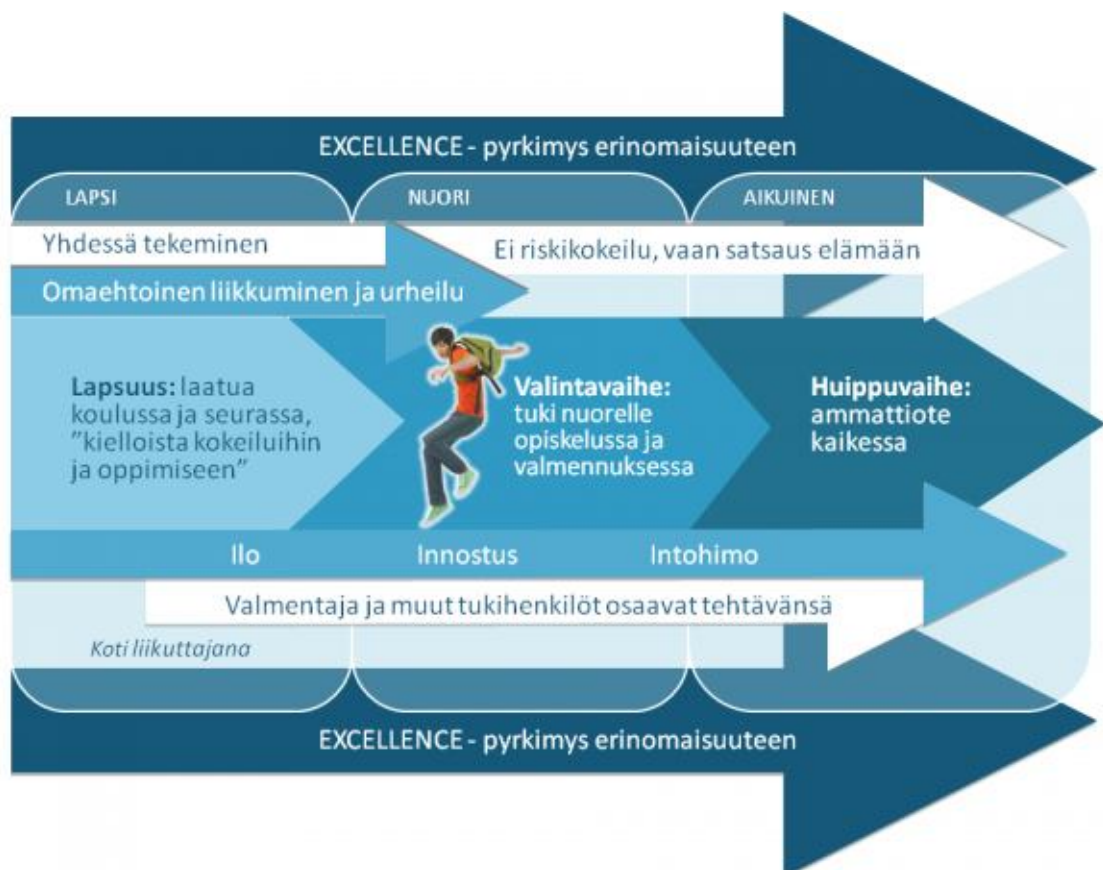 EXCELLENCE - pyrkimys erinomaisuuteen
LAPSI
NUORI
AIKUINEN
Yhdessä tekeminen
Ei riskikokeilu, vaan satsaus elämään
Omaehtoinen liikkuminen ja urheilu
Lapsuus: laatua
koulussa ja seurassa,
”kielloista kokeiluihin
ja oppimiseen”
Valintavaihe:
tuki nuorelle
opiskelussa ja
valmennuksessa
Huippuvaihe:
ammattiote
kaikessa
Ilo
Innostus
Intohimo
Valmentaja ja muut tukihenkilöt osaavat tehtävänsä
Koti liikuttajana
EXCELLENCE - pyrkimys erinomaisuuteen